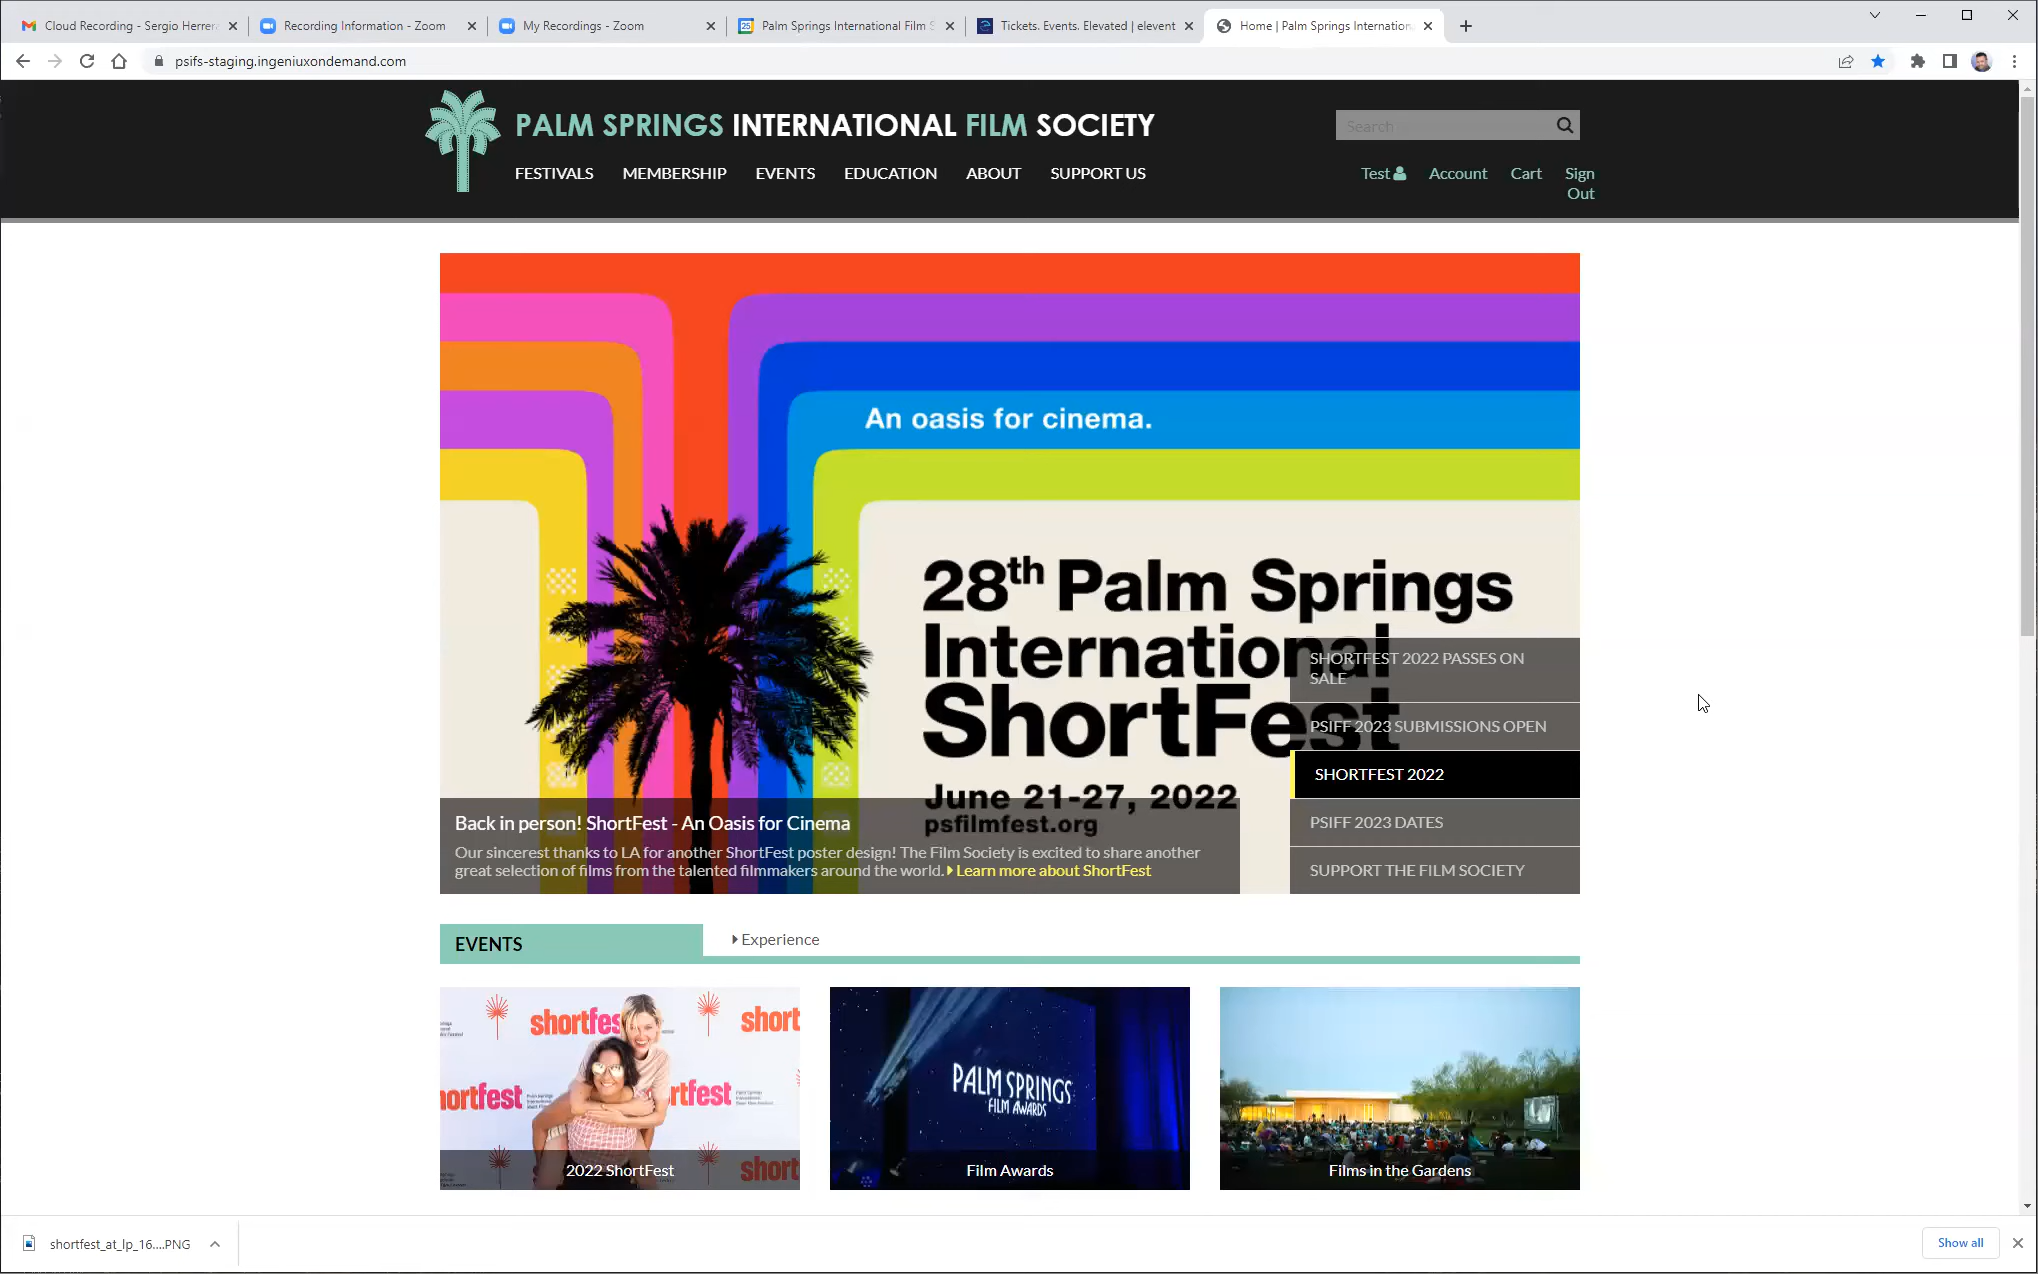 Cloud Recording - Sergio Herrer
Recording Information - Zoom
My Recordings - Zoom
25
Palm Springs International Film S
Tickets. Events. Elevated | elevent
Home | Palm Springs Internation
psifs-staging.ingeniuxondemand.com
PALM SPRINGS INTERNATIONAL FILM SOCIETY
Search
FESTIVALS MEMBERSHIP EVENTS EDUCATION ABOUT SUPPORT US
Test Account Cart Sign Out
An oasis for cinema.
28th Palm Springs
International
ShortFest
June 21-27, 2022
psfilmfest.org
SHORTFEST 2022 PASSES ON
SALE
PSIFF 2023 SUBMISSIONS OPEN
SHORTFEST 2022
PSIFF 2023 DATES
SUPPORT THE FILM SOCIETY
Back in person! ShortFest - An Oasis for Cinema
Our sincerest thanks to LA for another ShortFest poster design! The Film Society is excited to share another
great selection of films from the talented filmmakers around the world. Learn more about ShortFest
EVENTS
Experience
shortfes
short
ortfest
rtfest
short
2022 ShortFest
PALM SPRINGS
FILM AWARDS
Film Awards
Films in the Gardens
shortfest_at_lp_16....PNG
Show all